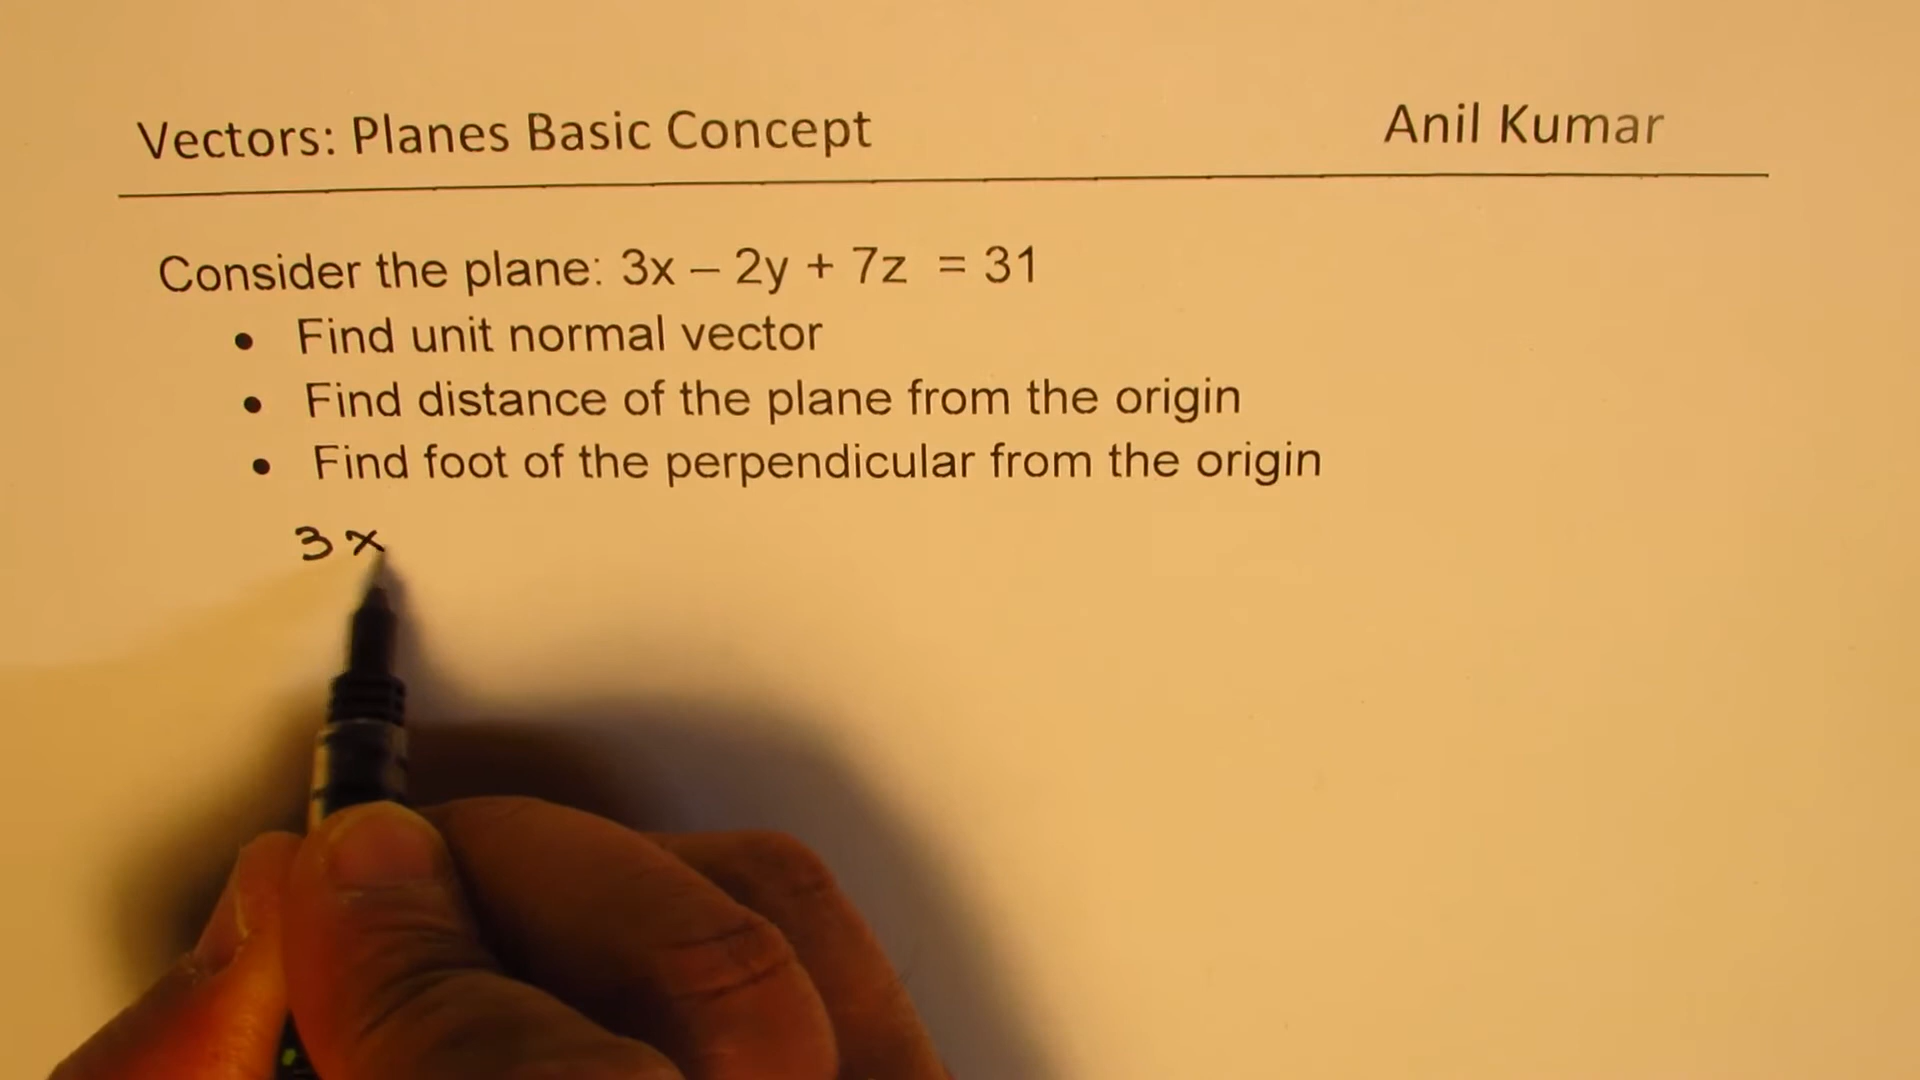 Vectors: Planes Basic Concept Anil Kumar
Consider the plane: 3x – 2y + 7z = 31
• Find unit normal vector
• Find distance of the plane from the origin
• Find foot of the perpendicular from the origin
3x